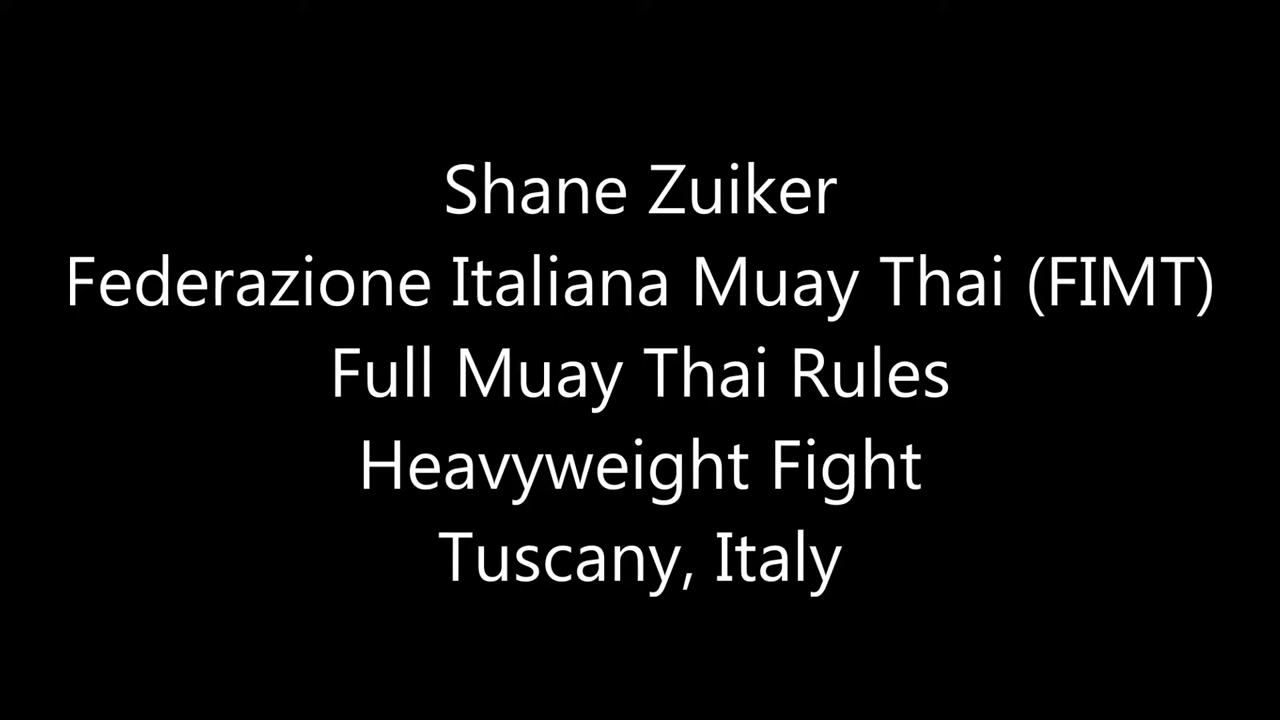 Shane Zuiker
Federazione Italiana Muay Thai (FIMT)
Full Muay Thai Rules
Heavyweight Fight
Tuscany, Italy